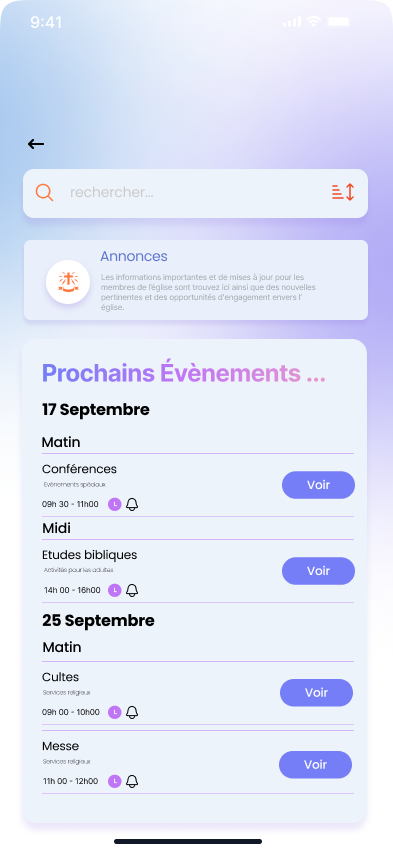 9:41
rechercher...
Annonces
Les informations importantes et de mises à jour pour les
membres de l'église sont trouvez ici ainsi que des nouvelles
pertinentes et des opportunités d'engagement envers l'
église.
Prochains Évènements ...
17 Septembre
Matin
Conférences
Evènements spéciaux
Voir
09h 30 - 11h00 L
Midi
Etudes bibliques
Activités pour les adultes
Voir
14h 00 - 16h00 L
25 Septembre
Matin
Cultes
Services religieux
Voir
09h 00 - 10h00 L
Messe
Services religieux
Voir
11h 00 - 12h00 L